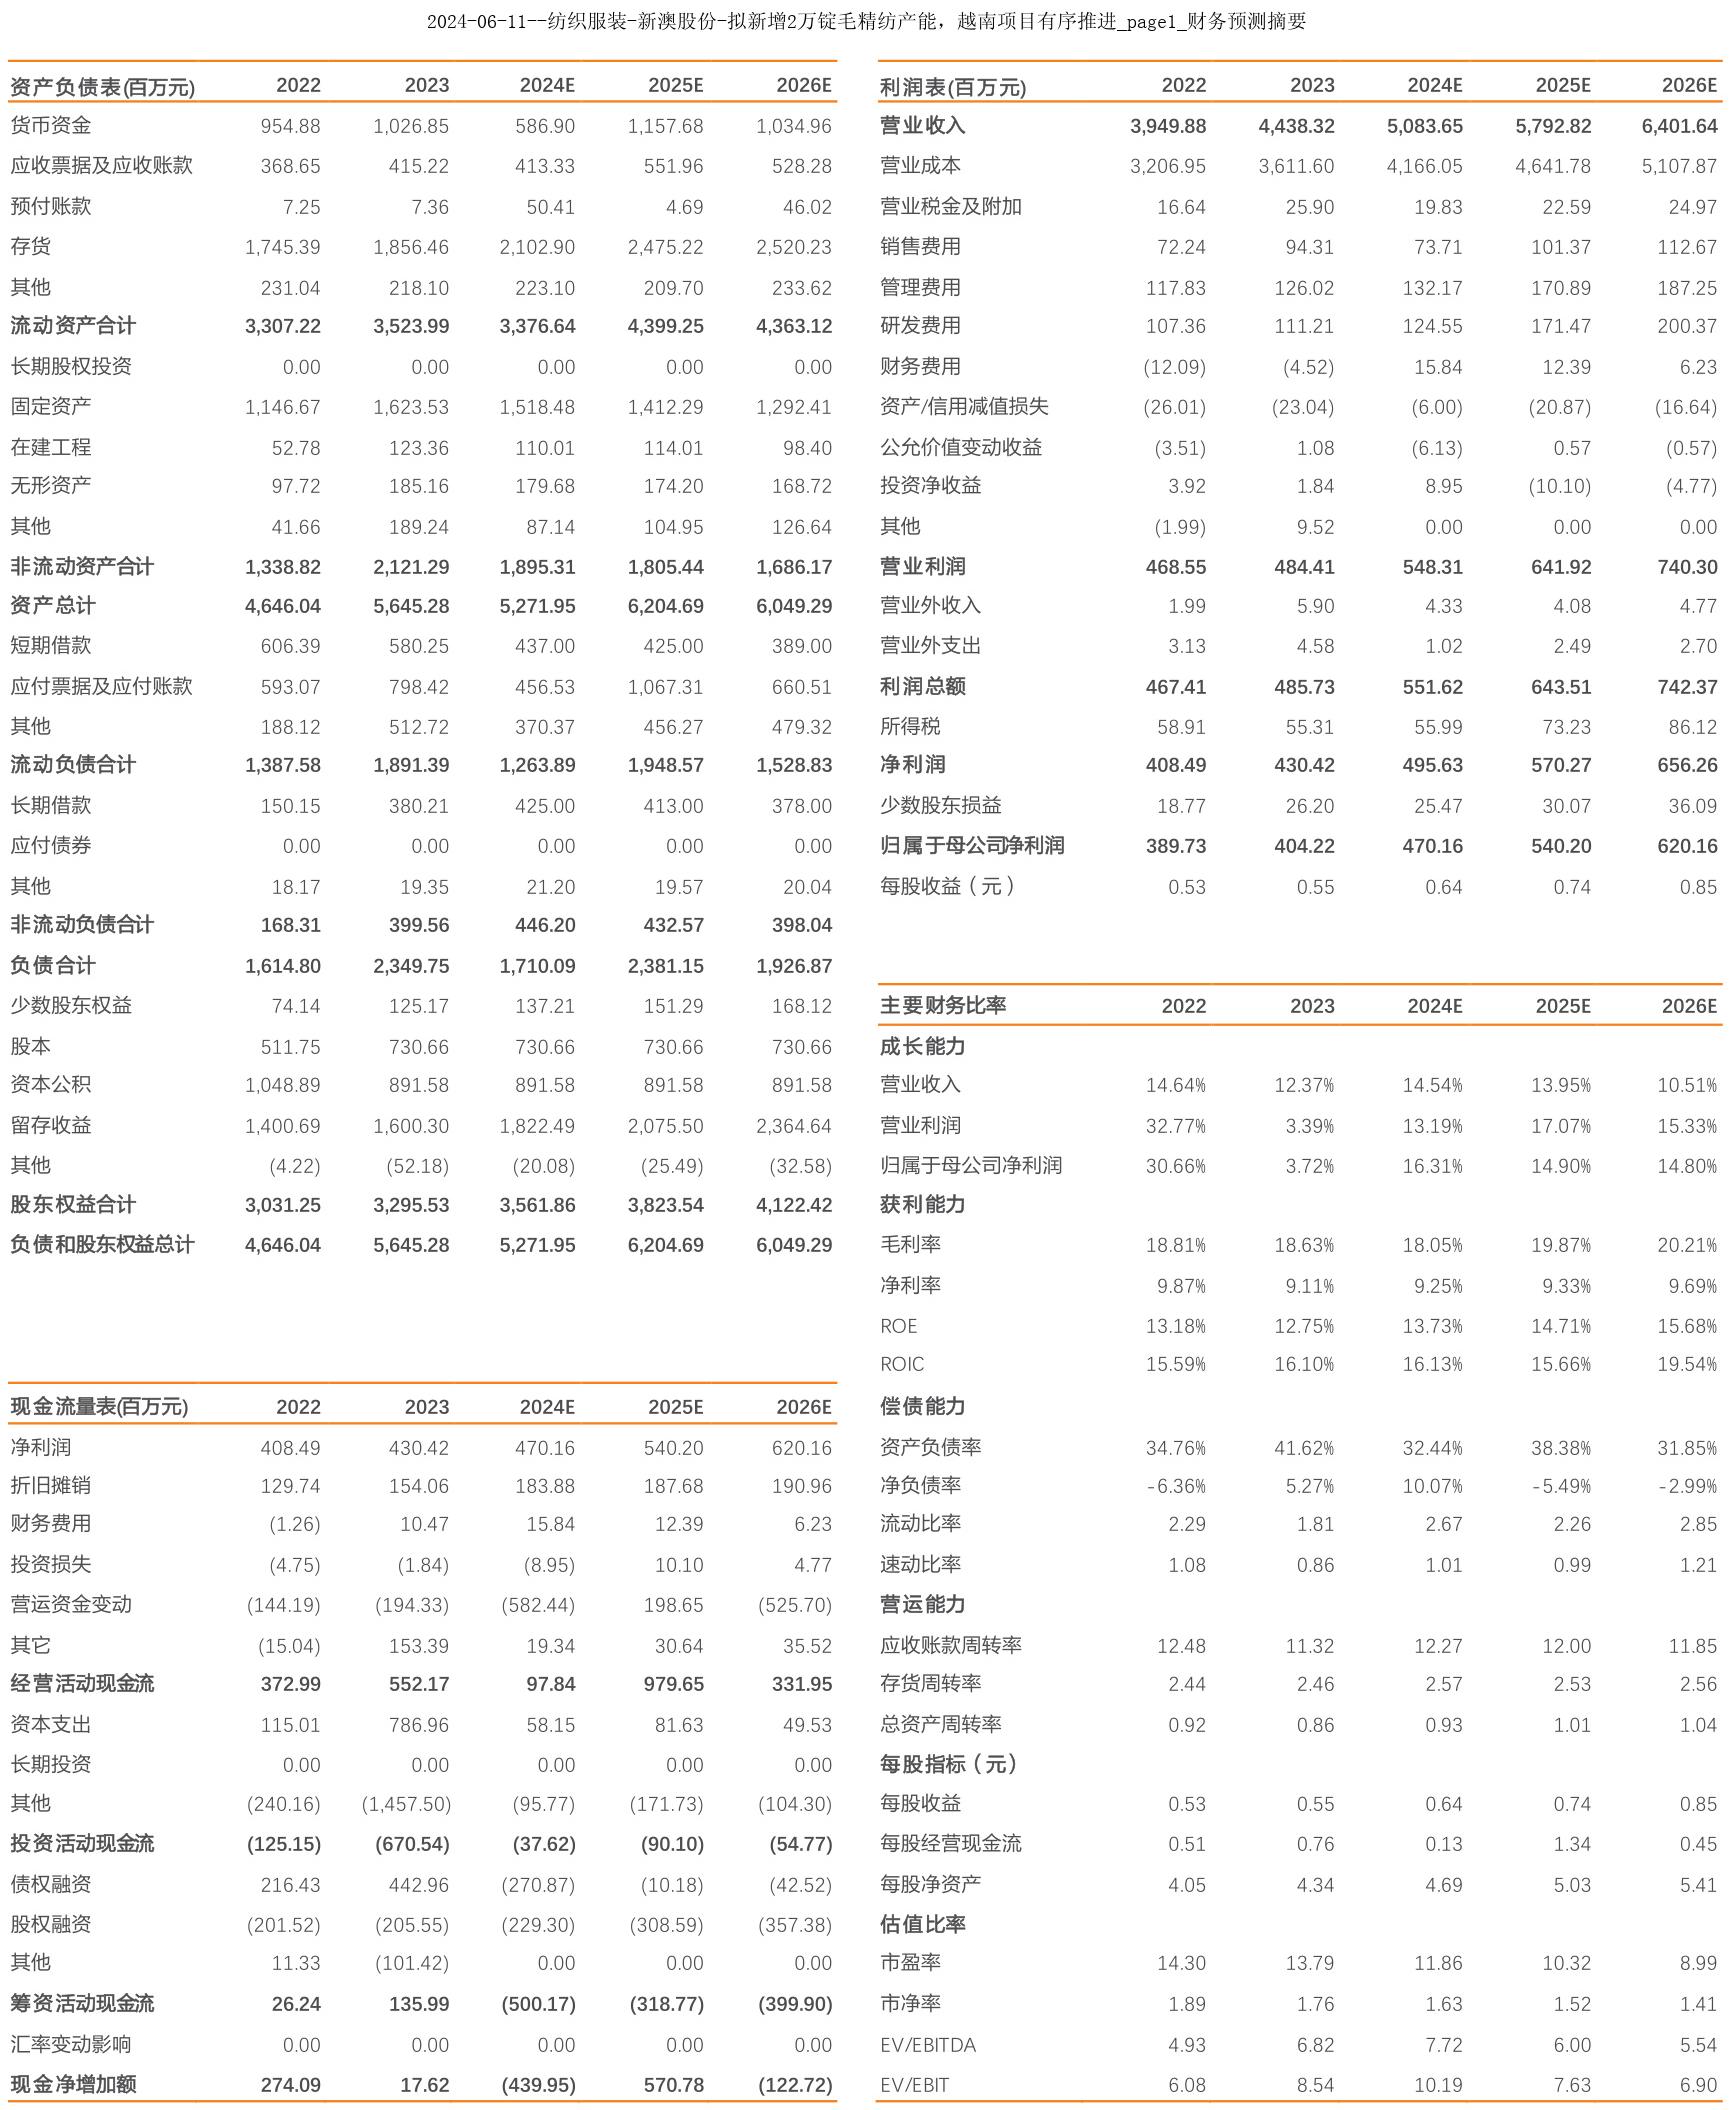 2024-06-11--纺织服装-新澳股份-拟新增2万锭毛精纺产能，越南项目有序推进_page1_财务预测摘要
资产负债表(百万元) 2022 2023 2024E 2025E 2026E
货币资金 954.88 1,026.85 586.90 1,157.68 1,034.96
应收票据及应收账款 368.65 415.22 413.33 551.96 528.28
预付账款 7.25 7.36 50.41 4.69 46.02
存货 1,745.39 1,856.46 2,102.90 2,475.22 2,520.23
其他 231.04 218.10 223.10 209.70 233.62
流动资产合计 3,307.22 3,523.99 3,376.64 4,399.25 4,363.12
长期股权投资 0.00 0.00 0.00 0.00 0.00
固定资产 1,146.67 1,623.53 1,518.48 1,412.29 1,292.41
在建工程 52.78 123.36 110.01 114.01 98.40
无形资产 97.72 185.16 179.68 174.20 168.72
其他 41.66 189.24 87.14 104.95 126.64
非流动资产合计 1,338.82 2,121.29 1,895.31 1,805.44 1,686.17
资产总计 4,646.04 5,645.28 5,271.95 6,204.69 6,049.29
短期借款 606.39 580.25 437.00 425.00 389.00
应付票据及应付账款 593.07 798.42 456.53 1,067.31 660.51
其他 188.12 512.72 370.37 456.27 479.32
流动负债合计 1,387.58 1,891.39 1,263.89 1,948.57 1,528.83
长期借款 150.15 380.21 425.00 413.00 378.00
应付债券 0.00 0.00 0.00 0.00 0.00
其他 18.17 19.35 21.20 19.57 20.04
非流动负债合计 168.31 399.56 446.20 432.57 398.04
负债合计 1,614.80 2,349.75 1,710.09 2,381.15 1,926.87
少数股东权益 74.14 125.17 137.21 151.29 168.12
股本 511.75 730.66 730.66 730.66 730.66
资本公积 1,048.89 891.58 891.58 891.58 891.58
留存收益 1,400.69 1,600.30 1,822.49 2,075.50 2,364.64
其他 (4.22) (52.18) (20.08) (25.49) (32.58)
股东权益合计 3,031.25 3,295.53 3,561.86 3,823.54 4,122.42
负债和股东权益总计 4,646.04 5,645.28 5,271.95 6,204.69 6,049.29
现金流量表(百万元) 2022 2023 2024E 2025E 2026E
净利润 408.49 430.42 470.16 540.20 620.16
折旧摊销 129.74 154.06 183.88 187.68 190.96
财务费用 (1.26) 10.47 15.84 12.39 6.23
投资损失 (4.75) (1.84) (8.95) 10.10 4.77
营运资金变动 (144.19) (194.33) (582.44) 198.65 (525.70)
其它 (15.04) 153.39 19.34 30.64 35.52
经营活动现金流 372.99 552.17 97.84 979.65 331.95
资本支出 115.01 786.96 58.15 81.63 49.53
长期投资 0.00 0.00 0.00 0.00 0.00
其他 (240.16) (1,457.50) (95.77) (171.73) (104.30)
投资活动现金流 (125.15) (670.54) (37.62) (90.10) (54.77)
债权融资 216.43 442.96 (270.87) (10.18) (42.52)
股权融资 (201.52) (205.55) (229.30) (308.59) (357.38)
其他 11.33 (101.42) 0.00 0.00 0.00
筹资活动现金流 26.24 135.99 (500.17) (318.77) (399.90)
汇率变动影响 0.00 0.00 0.00 0.00 0.00
现金净增加额 274.09 17.62 (439.95) 570.78 (122.72)
利润表(百万元) 2022 2023 2024E 2025E 2026E
营业收入 3,949.88 4,438.32 5,083.65 5,792.82 6,401.64
营业成本 3,206.95 3,611.60 4,166.05 4,641.78 5,107.87
营业税金及附加 16.64 25.90 19.83 22.59 24.97
销售费用 72.24 94.31 73.71 101.37 112.67
管理费用 117.83 126.02 132.17 170.89 187.25
研发费用 107.36 111.21 124.55 171.47 200.37
财务费用 (12.09) (4.52) 15.84 12.39 6.23
资产/信用减值损失 (26.01) (23.04) (6.00) (20.87) (16.64)
公允价值变动收益 (3.51) 1.08 (6.13) 0.57 (0.57)
投资净收益 3.92 1.84 8.95 (10.10) (4.77)
其他 (1.99) 9.52 0.00 0.00 0.00
营业利润 468.55 484.41 548.31 641.92 740.30
营业外收入 1.99 5.90 4.33 4.08 4.77
营业外支出 3.13 4.58 1.02 2.49 2.70
利润总额 467.41 485.73 551.62 643.51 742.37
所得税 58.91 55.31 55.99 73.23 86.12
净利润 408.49 430.42 495.63 570.27 656.26
少数股东损益 18.77 26.20 25.47 30.07 36.09
归属于母公司净利润 389.73 404.22 470.16 540.20 620.16
每股收益（元） 0.53 0.55 0.64 0.74 0.85
主要财务比率 2022 2023 2024E 2025E 2026E
成长能力
营业收入 14.64% 12.37% 14.54% 13.95% 10.51%
营业利润 32.77% 3.39% 13.19% 17.07% 15.33%
归属于母公司净利润 30.66% 3.72% 16.31% 14.90% 14.80%
获利能力
毛利率 18.81% 18.63% 18.05% 19.87% 20.21%
净利率 9.87% 9.11% 9.25% 9.33% 9.69%
ROE 13.18% 12.75% 13.73% 14.71% 15.68%
ROIC 15.59% 16.10% 16.13% 15.66% 19.54%
偿债能力
资产负债率 34.76% 41.62% 32.44% 38.38% 31.85%
净负债率 -6.36% 5.27% 10.07% -5.49% -2.99%
流动比率 2.29 1.81 2.67 2.26 2.85
速动比率 1.08 0.86 1.01 0.99 1.21
营运能力
应收账款周转率 12.48 11.32 12.27 12.00 11.85
存货周转率 2.44 2.46 2.57 2.53 2.56
总资产周转率 0.92 0.86 0.93 1.01 1.04
每股指标（元）
每股收益 0.53 0.55 0.64 0.74 0.85
每股经营现金流 0.51 0.76 0.13 1.34 0.45
每股净资产 4.05 4.34 4.69 5.03 5.41
估值比率
市盈率 14.30 13.79 11.86 10.32 8.99
市净率 1.89 1.76 1.63 1.52 1.41
EV/EBITDA 4.93 6.82 7.72 6.00 5.54
EV/EBIT 6.08 8.54 10.19 7.63 6.90